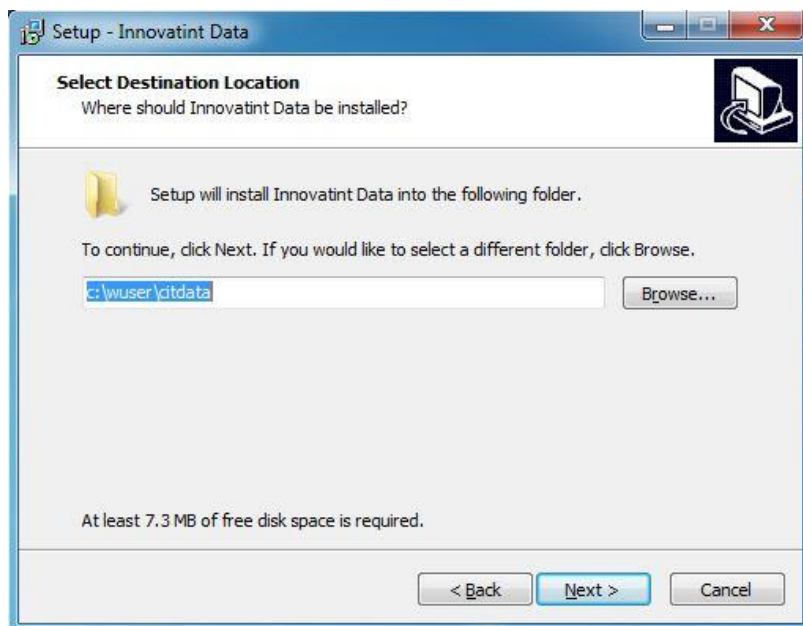 Setup - Innovatint Data
Select Destination Location
Where should Innovatint Data be installed?
Setup will install Innovatint Data into the following folder.
To continue, click Next. If you would like to select a different folder, click Browse.
c:\wuser\citdata
Browse...
At least 7.3 MB of free disk space is required.
< Back
Next >
Cancel